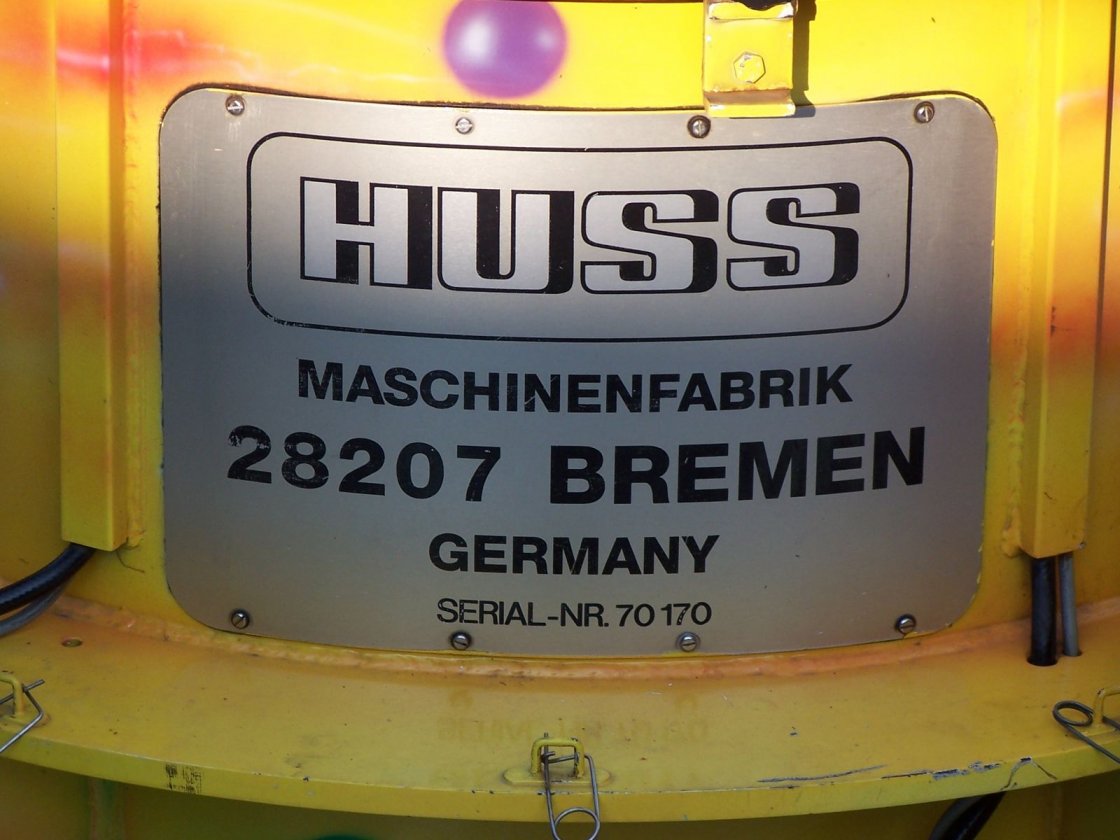 HUSS
MASCHINENFABRIK
28207 BREMEN
GERMANY
SERIAL-NR. 70 170